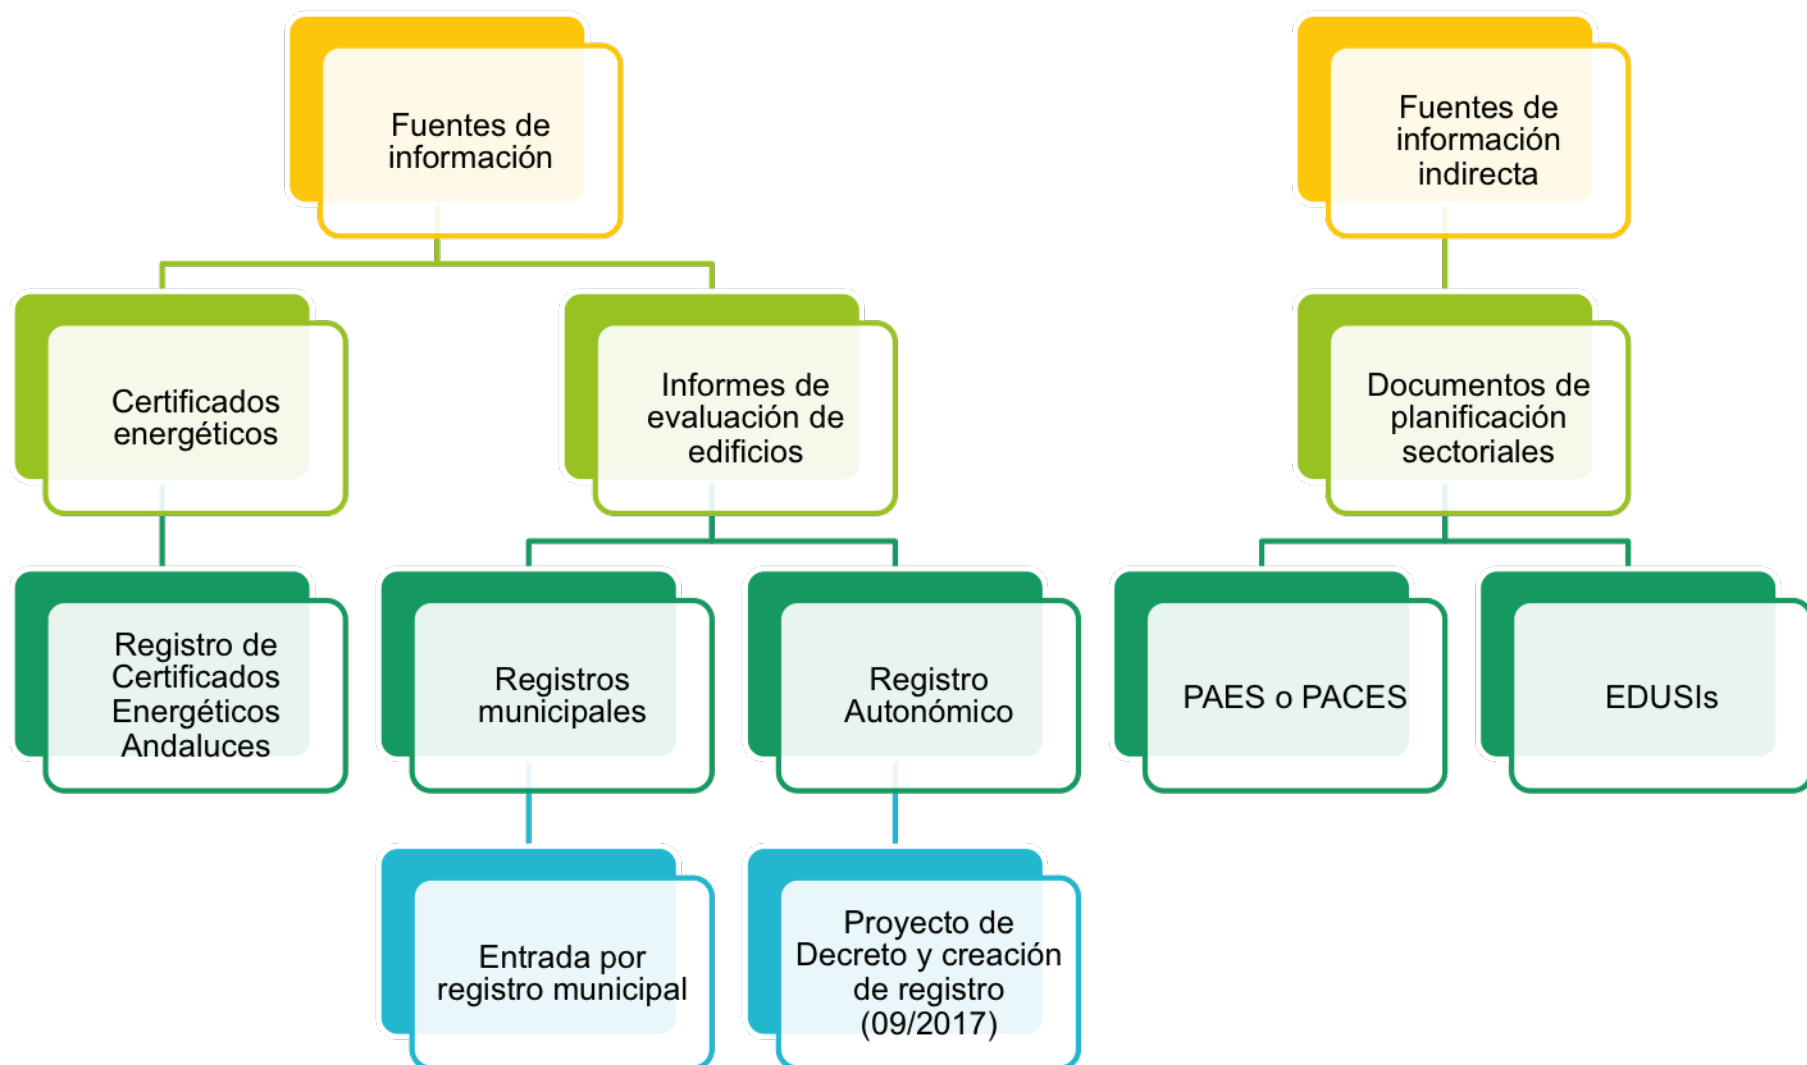 Fuentes de
información
Fuentes de
información
indirecta
Certificados
energéticos
Informes de
evaluación de
edificios
Documentos de
planificación
sectoriales
Registro de
Certificados
Energéticos
Andaluces
Registros
municipales
Registro
Autonómico
PAES o PACES
EDUSIs
Entrada por
registro municipal
Proyecto de
Decreto y creación
de registro
(09/2017)